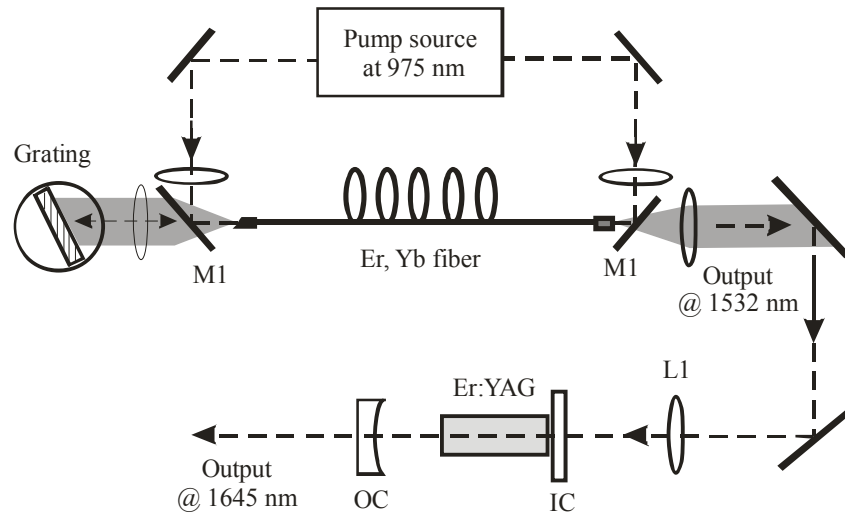 Pump source
at 975 nm
Grating
M1
Er, Yb fiber
M1
Output
@ 1532 nm
L1
Er:YAG
Output
@ 1645 nm
OC
IC